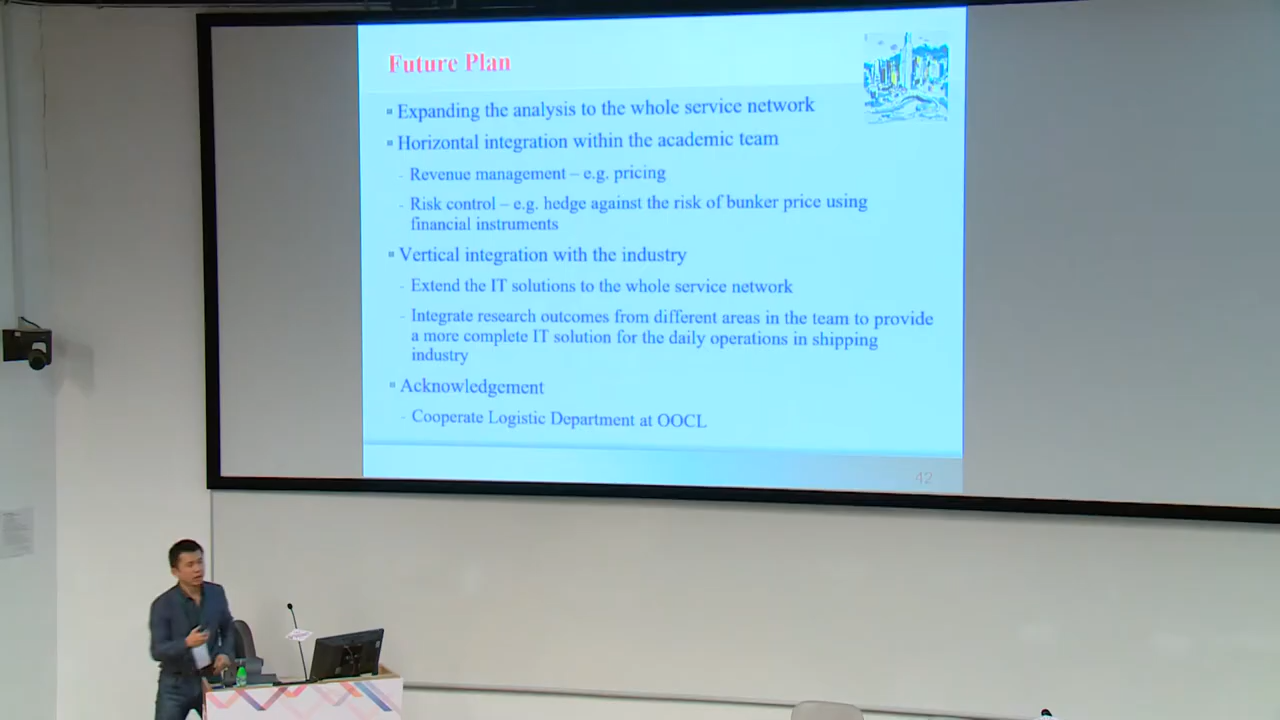 Future Plan
Expanding the analysis to the whole service network
Horizontal integration within the academic team
- Revenue management – e.g. pricing
- Risk control – e.g. hedge against the risk of bunker price using
financial instruments
Vertical integration with the industry
- Extend the IT solutions to the whole service network
- Integrate research outcomes from different areas in the team to provide
a more complete IT solution for the daily operations in shipping
industry
Acknowledgement
- Cooperate Logistic Department at OOCL
42